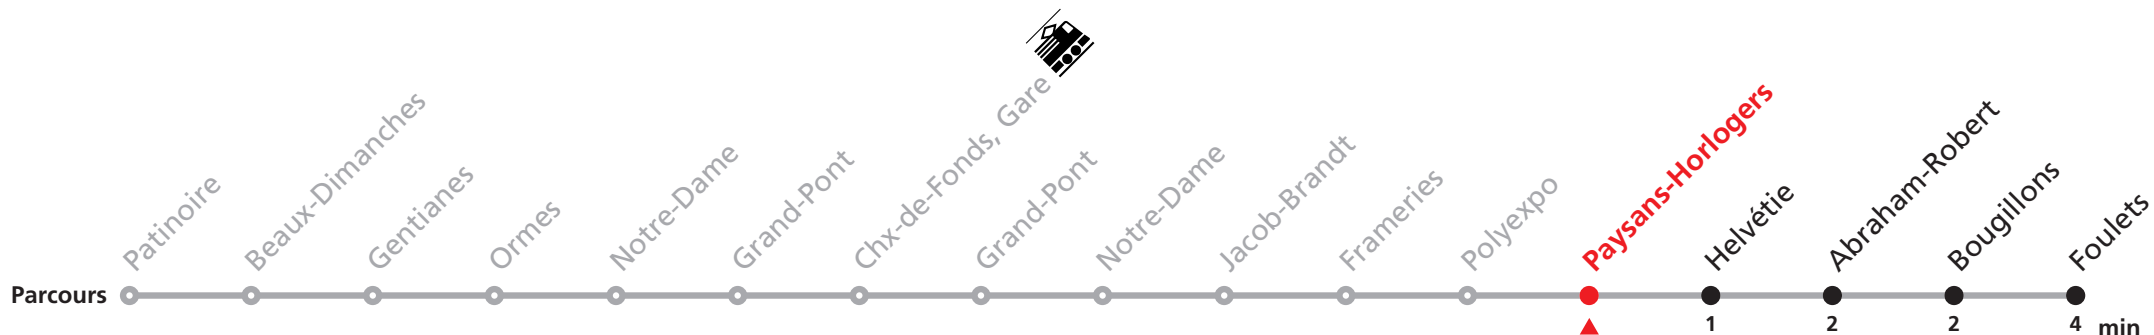 Parcours
Patinoire
Beaux-Dimanches
Gentianes
Ormes
Notre-Dame
Grand-Pont
Chx-de-Fonds, Gare
Grand-Pont
Notre-Dame
Jacob-Brandt
Frameries
Polyexpo
Paysans-Horlogers
Helvétie
Abraham-Robert
Bougillons
Foulets
1 2 2 4 min